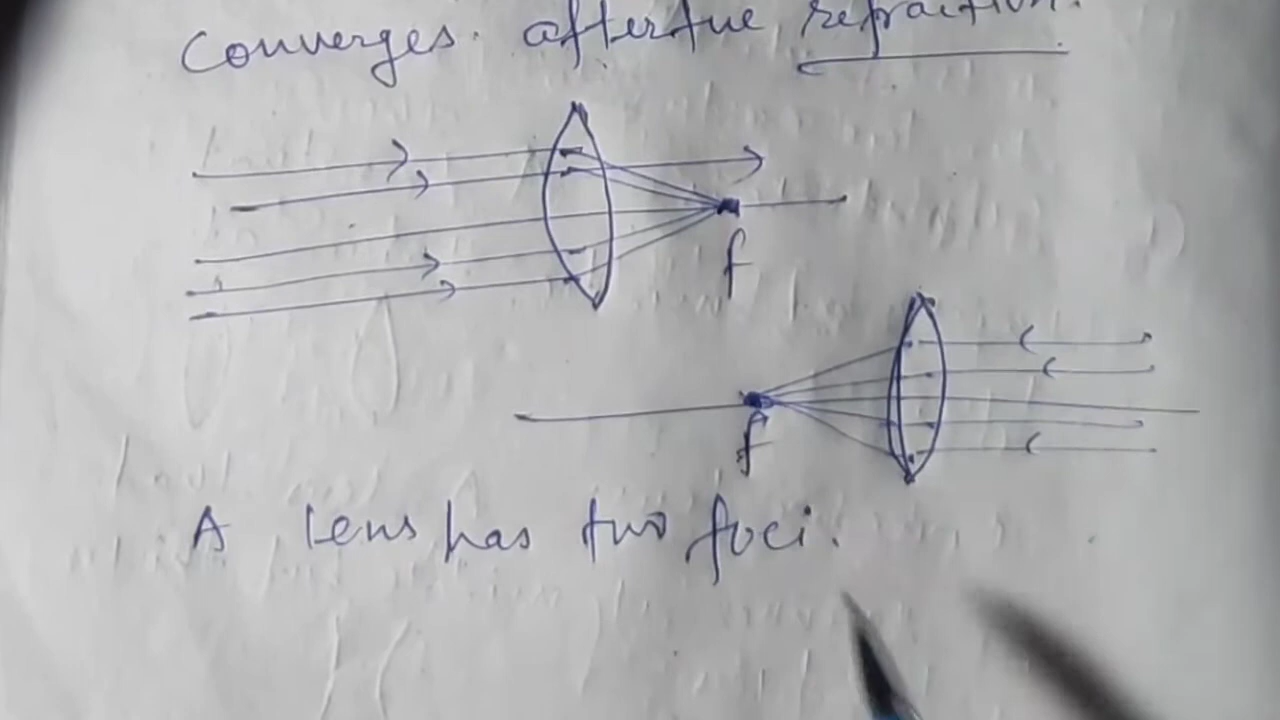 Converges. after the refraction.
f
f
A lens has two foci.